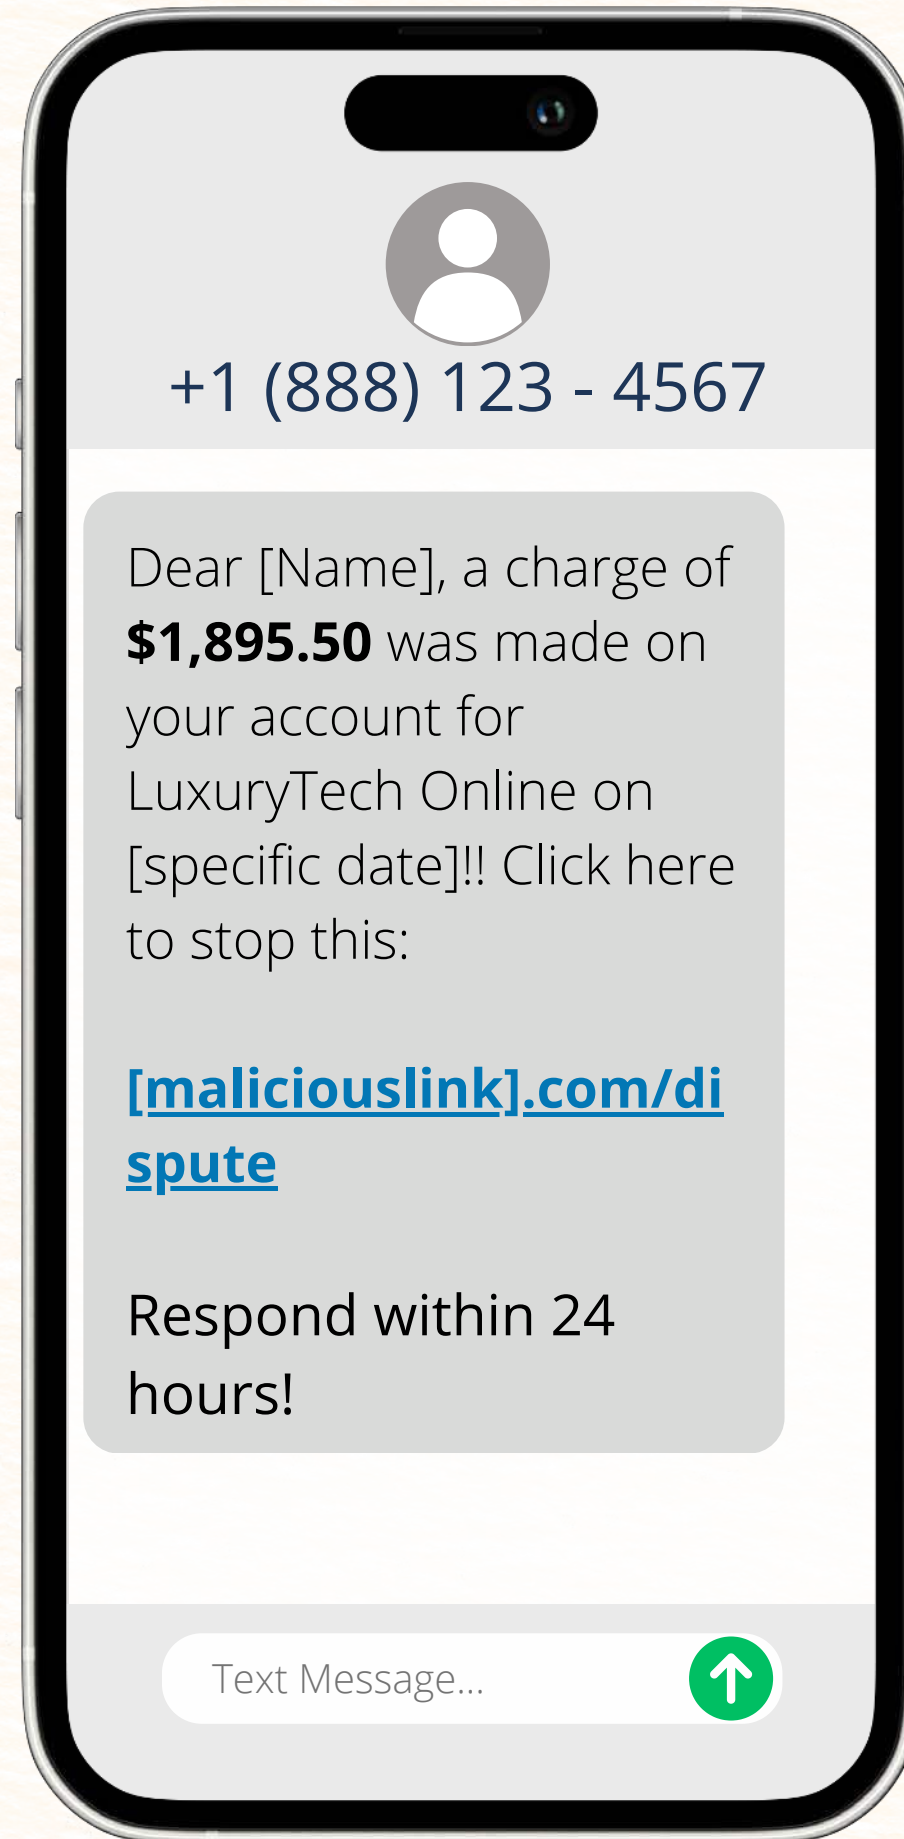 +1 (888) 123 - 4567
Dear [Name], a charge of
$1,895.50 was made on
your account for
LuxuryTech Online on
[specific date]!! Click here
to stop this:
[maliciouslink].com/di
spute
Respond within 24
hours!
Text Message...